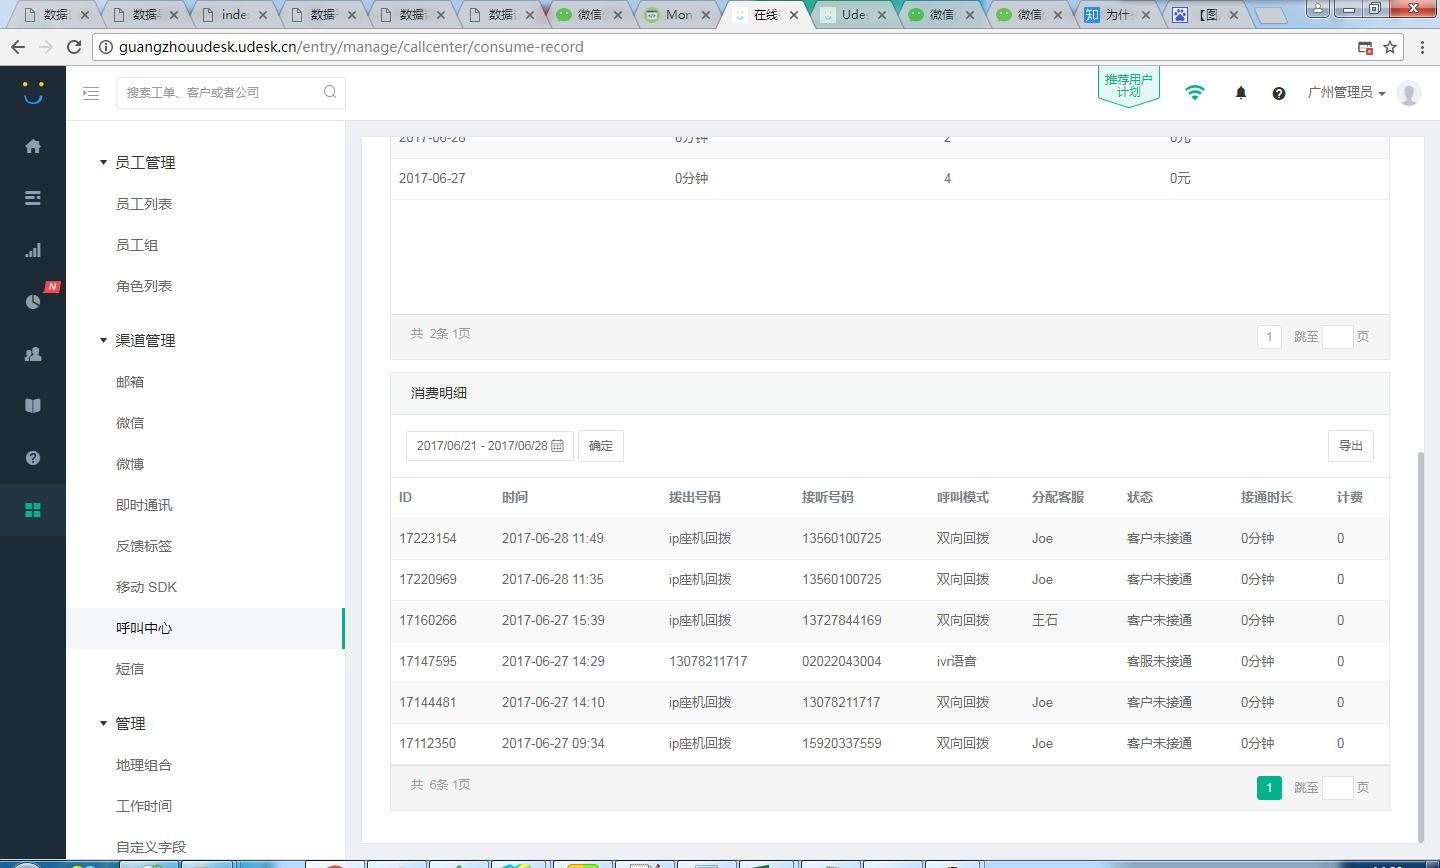 数据 数据 index 数据 数据 数据 微信 Mon 在线 Udes 微信 微信 为什 【图
guangzhouudesk.udesk.cn/entry/manage/callcenter/consume-record
搜索工单、客户或者公司
推荐用户
计划
广州管理员
N
员工管理
员工列表
员工组
角色列表
渠道管理
邮箱
微信
微博
即时通讯
反馈标签
移动 SDK
呼叫中心
短信
管理
地理组合
工作时间
自定义字段
2017-06-28 0分钟 2 0元
2017-06-27 0分钟 4 0元
共 2条 1页 1 跳至 页
消费明细
2017/06/21 - 2017/06/28 确定 导出
ID 时间 拨出号码 接听号码 呼叫模式 分配客服 状态 接通时长 计费
17223154 2017-06-28 11:49 ip座机回拨 13560100725 双向回拨 Joe 客户未接通 0分钟 0
17220969 2017-06-28 11:35 ip座机回拨 13560100725 双向回拨 Joe 客户未接通 0分钟 0
17160266 2017-06-27 15:39 ip座机回拨 13727844169 双向回拨 王石 客户未接通 0分钟 0
17147595 2017-06-27 14:29 13078211717 02022043004 ivr语音 客服未接通 0分钟 0
17144481 2017-06-27 14:10 ip座机回拨 13078211717 双向回拨 Joe 客户未接通 0分钟 0
17112350 2017-06-27 09:34 ip座机回拨 15920337559 双向回拨 Joe 客户未接通 0分钟 0
共 6条 1页 1 跳至 页